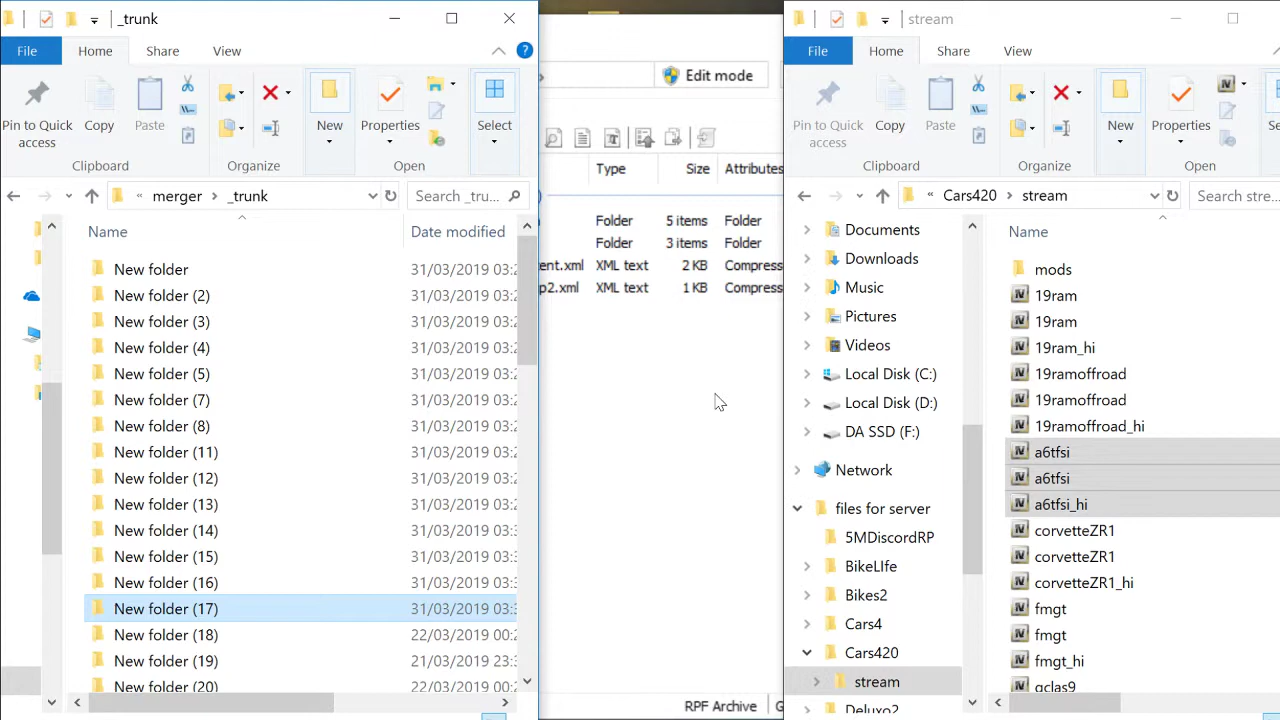 _trunk
File
Home
Share
View
Pin to Quick access
Copy
Paste
New
Properties
Select
Clipboard
Organize
Open
« merger > _trunk
Search _tru...
Name
Date modified
New folder 31/03/2019 03:2
New folder (2) 31/03/2019 03:2
New folder (3) 31/03/2019 03:2
New folder (4) 31/03/2019 03:2
New folder (5) 31/03/2019 03:2
New folder (7) 31/03/2019 03:2
New folder (8) 31/03/2019 03:2
New folder (11) 31/03/2019 03:2
New folder (12) 31/03/2019 03:2
New folder (13) 31/03/2019 03:2
New folder (14) 31/03/2019 03:3
New folder (15) 31/03/2019 03:3
New folder (16) 31/03/2019 03:3
New folder (17) 31/03/2019 03:3
New folder (18) 22/03/2019 00:2
New folder (19) 21/03/2019 23:3
New folder (20) 22/03/2019 00:2
Edit mode
Type Size Attributes
Folder 5 items Folder
Folder 3 items Folder
ent.xml XML text 2 KB Compress
p2.xml XML text 1 KB Compress
RPF Archive
stream
File
Home
Share
View
Pin to Quick access
Copy
Paste
New
Properties
Se
Clipboard
Organize
Open
« Cars420 > stream
Search stre...
Documents
Downloads
Music
Pictures
Videos
Local Disk (C:)
Local Disk (D:)
DA SSD (F:)
Network
files for server
5MDiscordRP
BikeLIfe
Bikes2
Cars4
Cars420
stream
Deluxo2
Name
mods
19ram
19ram
19ram_hi
19ramoffroad
19ramoffroad
19ramoffroad_hi
a6tfsi
a6tfsi
a6tfsi_hi
corvetteZR1
corvetteZR1
corvetteZR1_hi
fmgt
fmgt
fmgt_hi
gclas9